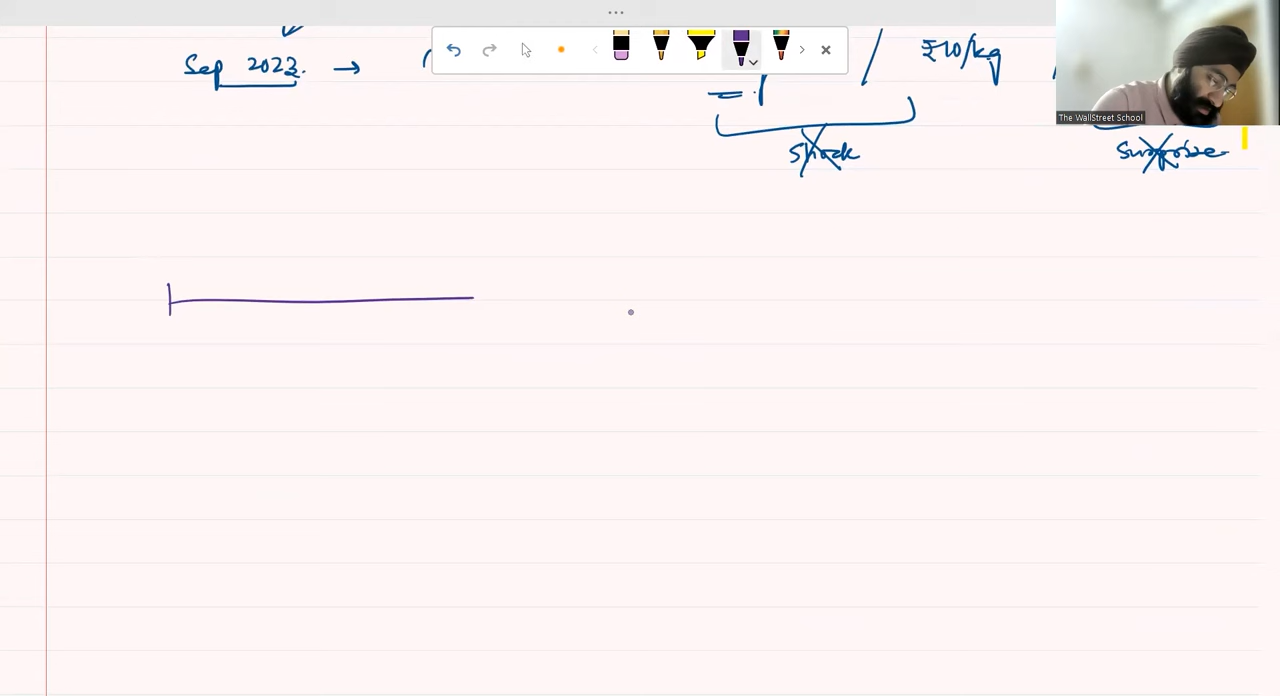 Sep 2023. → / ₹10/kg
=
Shock Surprise
The WallStreet School